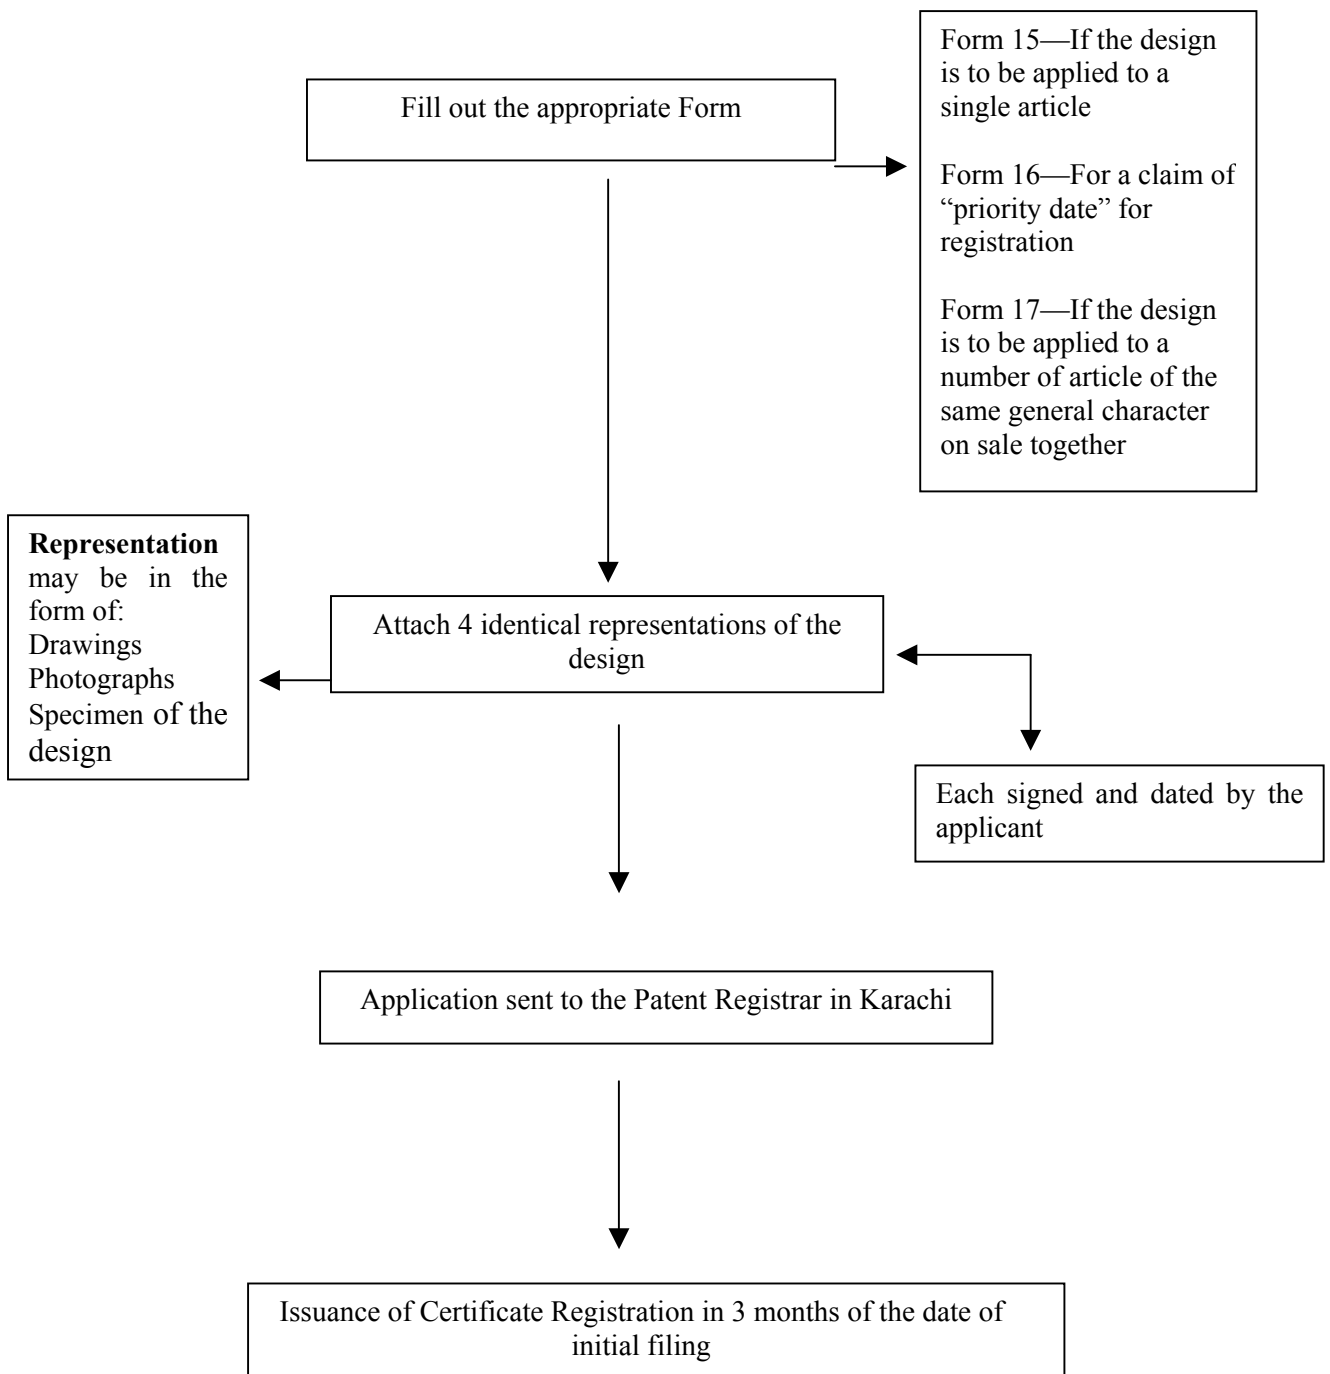 Fill out the appropriate Form
Form 15—If the design
is to be applied to a
single article
Form 16—For a claim of
“priority date” for
registration
Form 17—If the design
is to be applied to a
number of article of the
same general character
on sale together
Representation
may be in the
form of:
Drawings
Photographs
Specimen of the
design
Attach 4 identical representations of the
design
Each signed and dated by the
applicant
Application sent to the Patent Registrar in Karachi
Issuance of Certificate Registration in 3 months of the date of
initial filing